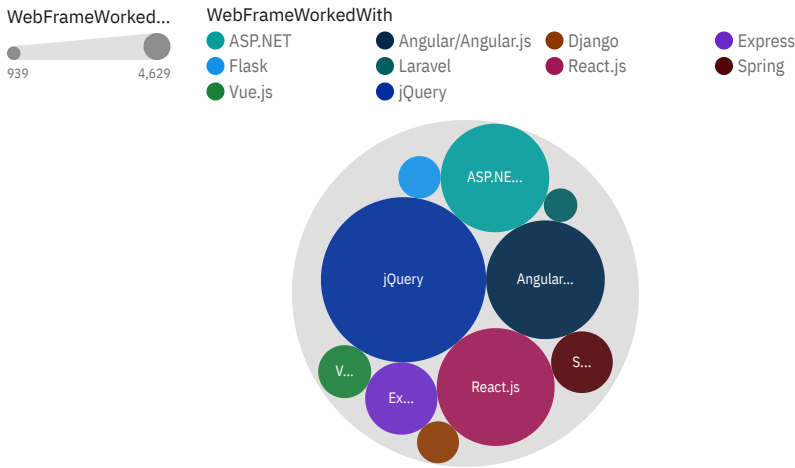 WebFrameWorked...
939 4,629
WebFrameWorkedWith
ASP.NET Angular/Angular.js Django Express
Flask Laravel React.js Spring
Vue.js jQuery
ASP.NE...
jQuery Angular...
V... S...
Ex... React.js